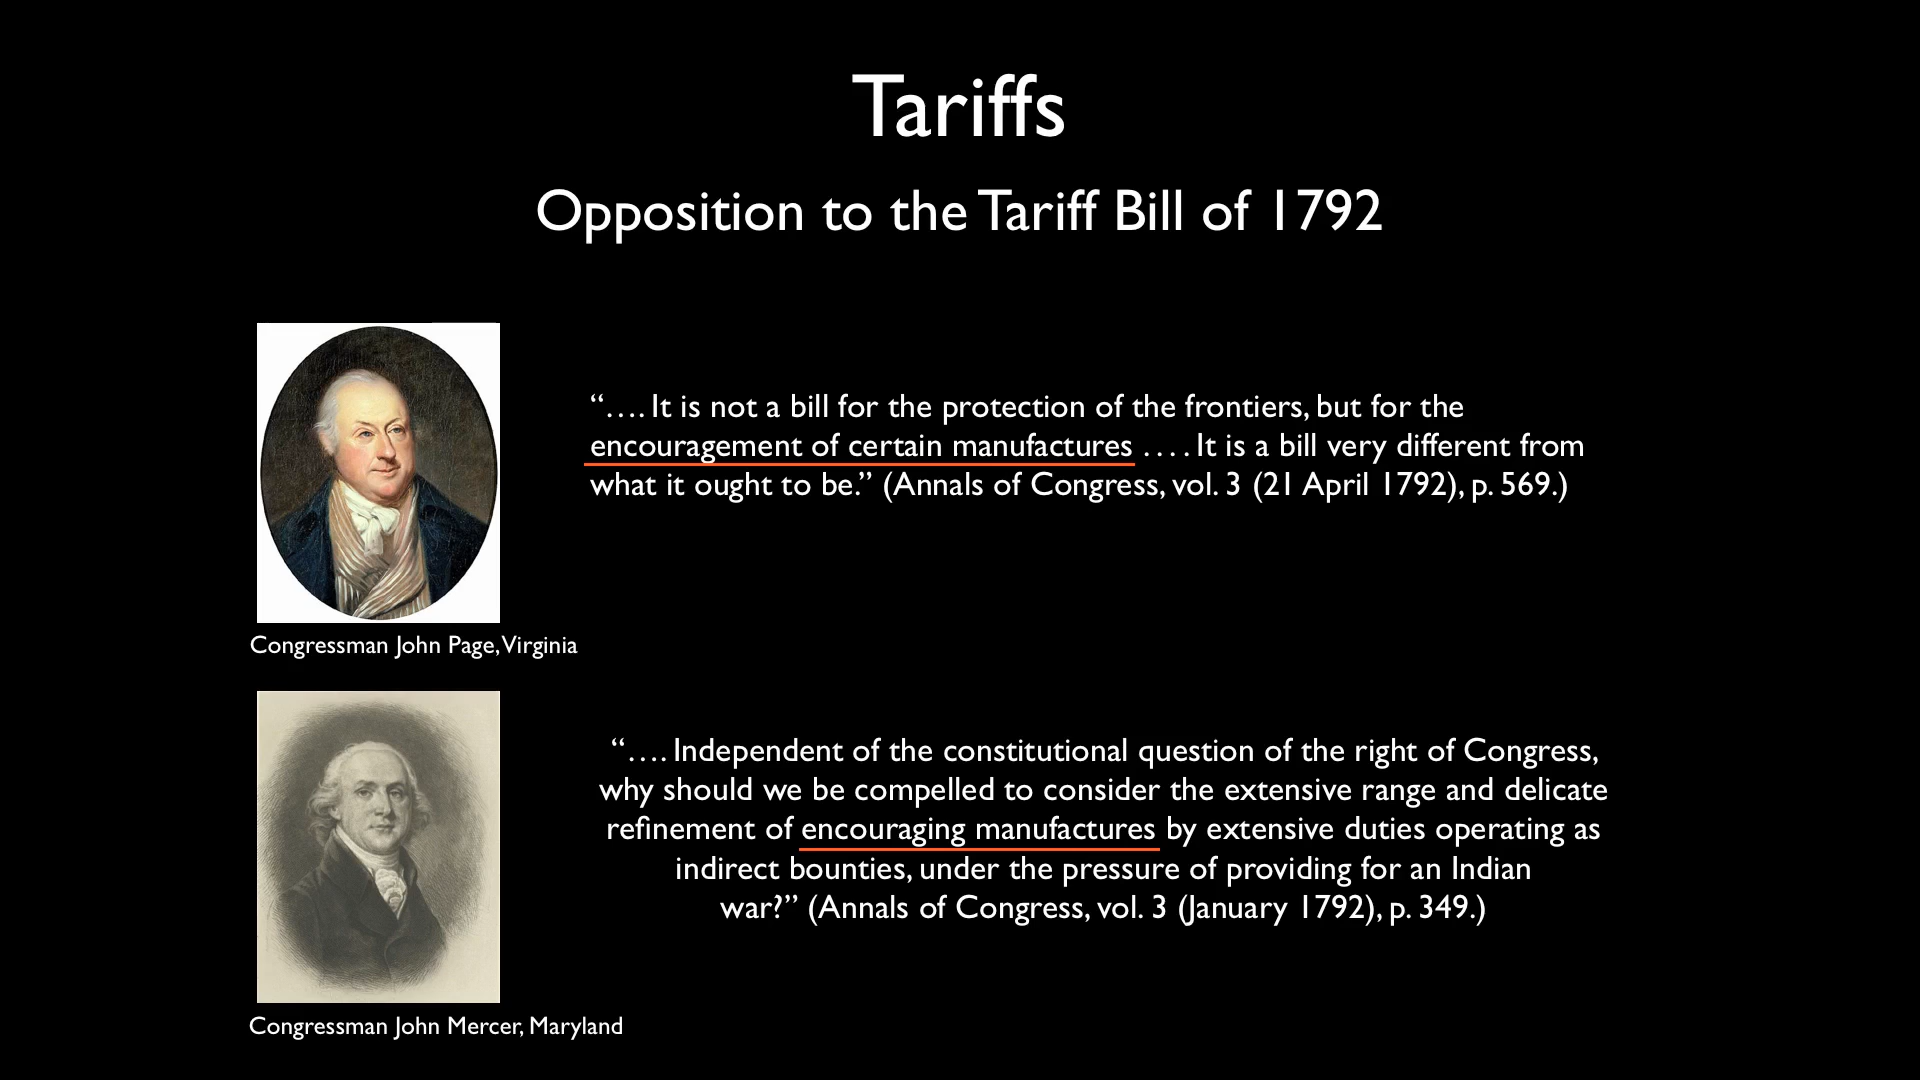 Tariffs
Opposition to the Tariff Bill of 1792
“…. It is not a bill for the protection of the frontiers, but for the
encouragement of certain manufactures . . . . It is a bill very different from
what it ought to be.” (Annals of Congress, vol. 3 (21 April 1792), p. 569.)
Congressman John Page, Virginia
“…. Independent of the constitutional question of the right of Congress,
why should we be compelled to consider the extensive range and delicate
refinement of encouraging manufactures by extensive duties operating as
indirect bounties, under the pressure of providing for an Indian
war?” (Annals of Congress, vol. 3 (January 1792), p. 349.)
Congressman John Mercer, Maryland